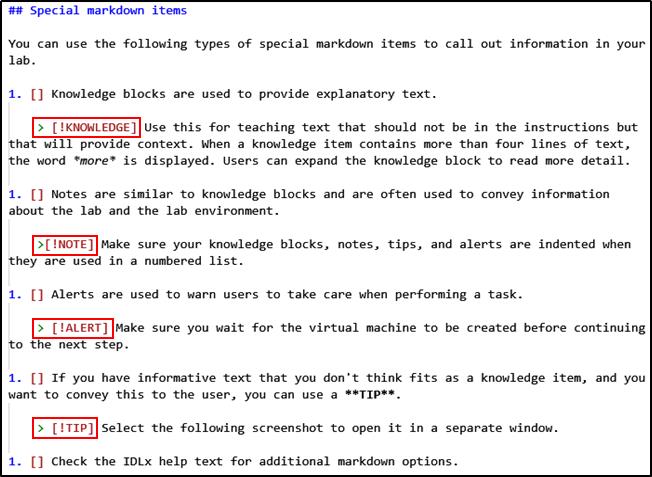 ## Special markdown items
You can use the following types of special markdown items to call out information in your
lab.
1. [] Knowledge blocks are used to provide explanatory text.
> [!KNOWLEDGE] Use this for teaching text that should not be in the instructions but
that will provide context. When a knowledge item contains more than four lines of text,
the word *more* is displayed. Users can expand the knowledge block to read more detail.
1. [] Notes are similar to knowledge blocks and are often used to convey information
about the lab and the lab environment.
>[!NOTE] Make sure your knowledge blocks, notes, tips, and alerts are indented when
they are used in a numbered list.
1. [] Alerts are used to warn users to take care when performing a task.
> [!ALERT] Make sure you wait for the virtual machine to be created before continuing
to the next step.
1. [] If you have informative text that you don't think fits as a knowledge item, and you
want to convey this to the user, you can use a **TIP**.
> [!TIP] Select the following screenshot to open it in a separate window.
1. [] Check the IDLx help text for additional markdown options.